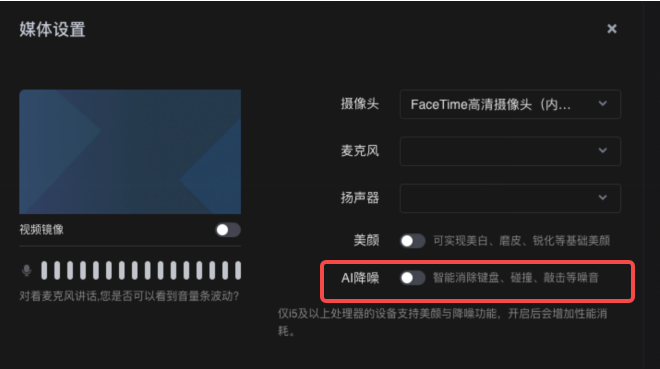 媒体设置
摄像头 FaceTime高清摄像头（内...
麦克风
扬声器
视频镜像
美颜 可实现美白、磨皮、锐化等基础美颜
AI降噪 智能消除键盘、碰撞、敲击等噪音
对着麦克风讲话,您是否可以看到音量条波动?
仅i5及以上处理器的设备支持美颜与降噪功能，开启后会增加性能消
耗。